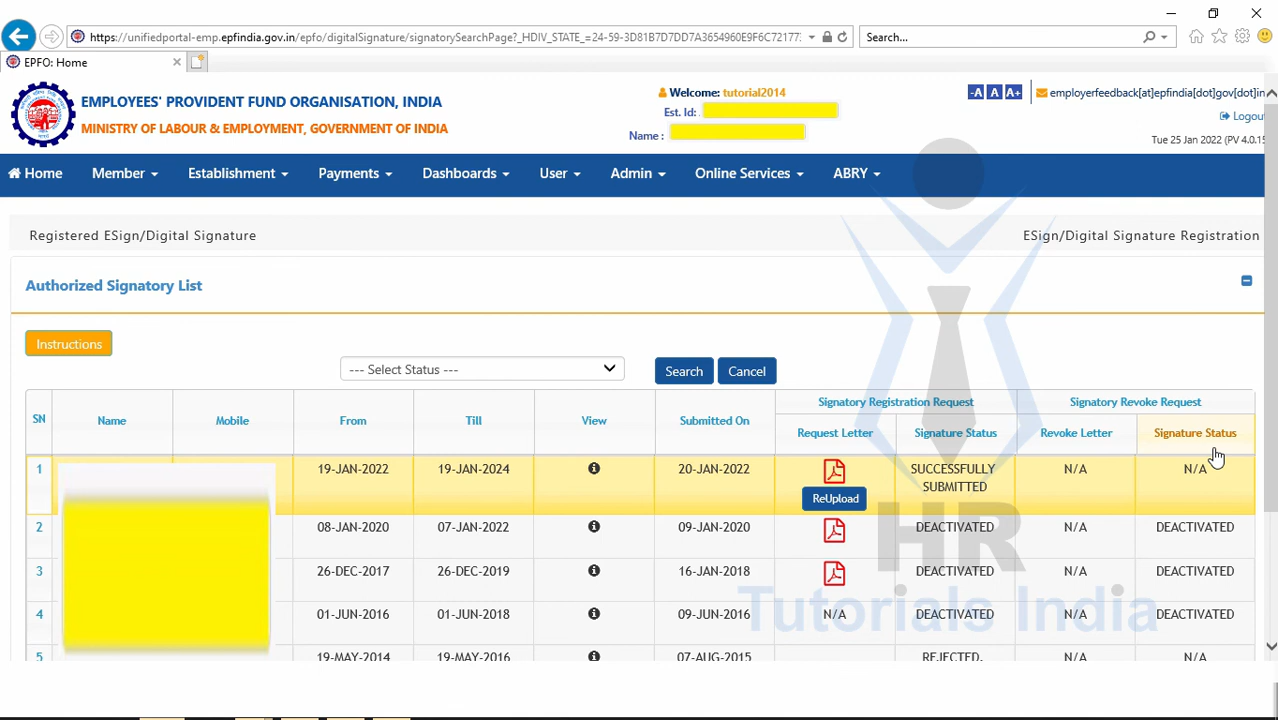 https://unifiedportal-emp.epfindia.gov.in/epfo/digitalSignature/signatorySearchPage?_HDIV_STATE_=24-59-3D81B7D7DD7A3654960E9F6C72177: Search...
EPFO: Home
EMPLOYEES' PROVIDENT FUND ORGANISATION, INDIA
MINISTRY OF LABOUR & EMPLOYMENT, GOVERNMENT OF INDIA
Welcome: tutorial2014
Est. Id:
Name :
-A A A+ employerfeedback[at]epfindia[dot]gov[dot]in
Logout
Tue 25 Jan 2022 (PV 4.0.15
Home Member Establishment Payments Dashboards User Admin Online Services ABRY
Registered ESign/Digital Signature ESign/Digital Signature Registration
Authorized Signatory List
Instructions
--- Select Status --- Search Cancel
SN Name Mobile From Till View Submitted On Signatory Registration Request Signatory Revoke Request
Request Letter Signature Status Revoke Letter Signature Status
1 19-JAN-2022 19-JAN-2024 20-JAN-2022 SUCCESSFULLY SUBMITTED N/A N/A
ReUpload
2 08-JAN-2020 07-JAN-2022 09-JAN-2020 DEACTIVATED N/A DEACTIVATED
3 26-DEC-2017 26-DEC-2019 16-JAN-2018 DEACTIVATED N/A DEACTIVATED
4 01-JUN-2016 01-JUN-2018 09-JUN-2016 N/A DEACTIVATED N/A DEACTIVATED
5 19-MAY-2014 19-MAY-2016 07-AUG-2015 REJECTED, N/A N/A
HR
Tutorials India